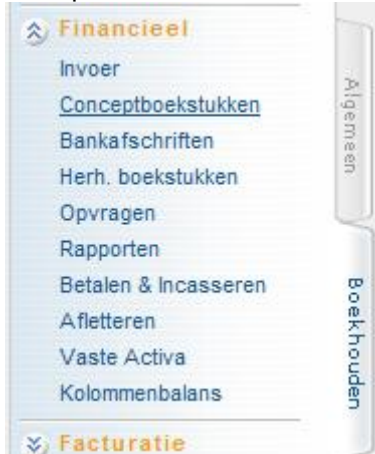 Financieel
Invoer
Conceptboekstukken
Bankafschriften
Herh. boekstukken
Opvragen
Rapporten
Betalen & Incasseren
Afletteren
Vaste Activa
Kolommenbalans
Facturatie
Algemeen
Boekhouden